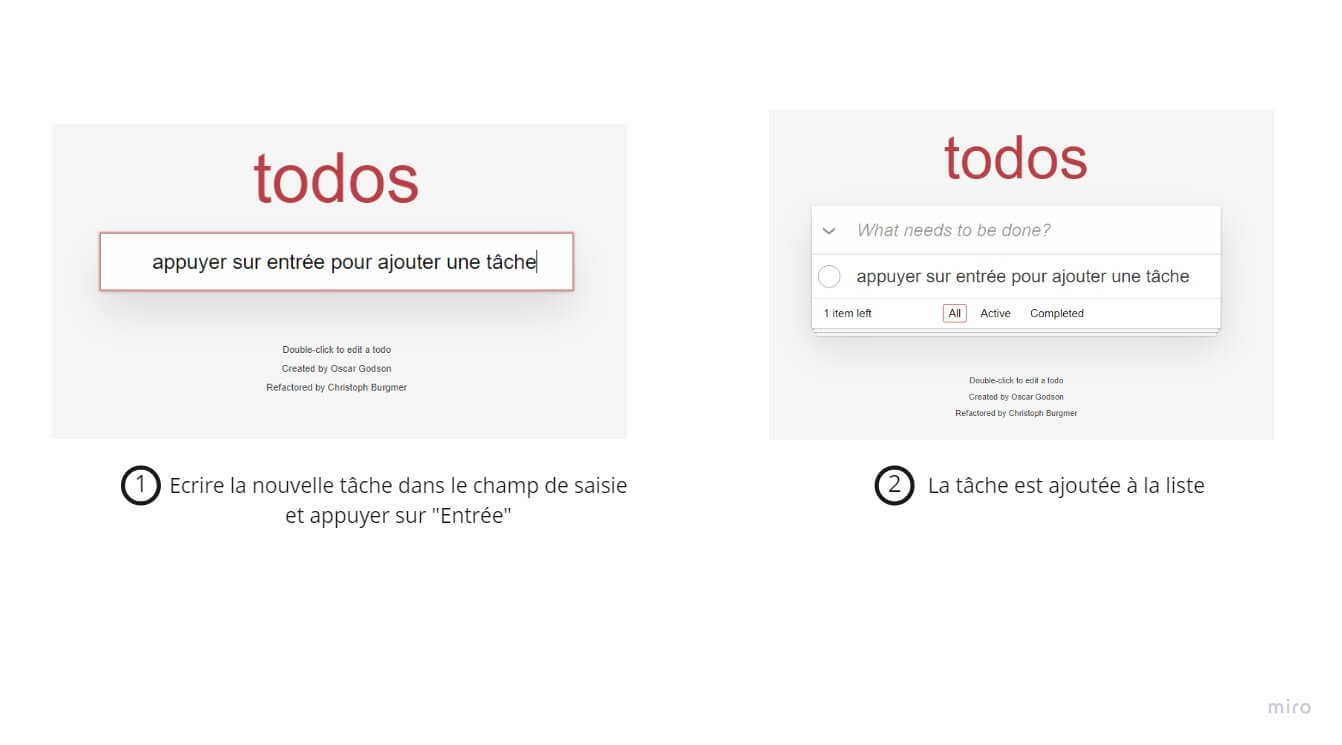 todos
appuyer sur entrée pour ajouter une tâche
Double-click to edit a todo
Created by Oscar Godson
Refactored by Christoph Burgmer
1 Ecrire la nouvelle tâche dans le champ de saisie
et appuyer sur "Entrée"
todos
What needs to be done?
appuyer sur entrée pour ajouter une tâche
1 item left All Active Completed
Double-click to edit a todo
Created by Oscar Godson
Refactored by Christoph Burgmer
2 La tâche est ajoutée à la liste
miro